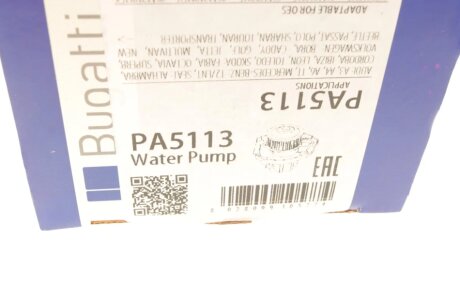 Bugatti
PA5113
Water Pump
EAC
PA5113
APPLICATIONS
AUDI: A3, A4, A6, TT, MERCEDES-BENZ: 12/1NT, SEAT: ALHAMBRA,
CORDOBA, IBIZA, LEON, TOLEDO, SKODA: FABIA, OCTAVIA, SUPERB,
VOLKSWAGEN: BORA, CADDY, GOLF, JETTA, MULTIVAN, NEW
BEETLE, PASSAT, POLO, SHARAN, TOURAN, TRANSPORTER
ADAPTABLE FOR OES